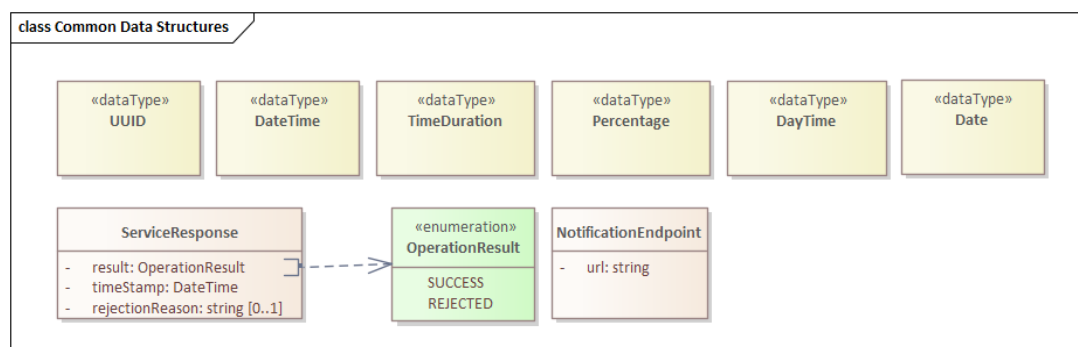 class Common Data Structures
«dataType»
UUID
«dataType»
DateTime
«dataType»
TimeDuration
«dataType»
Percentage
«dataType»
DayTime
«dataType»
Date
ServiceResponse
- result: OperationResult
- timeStamp: DateTime
- rejectionReason: string [0..1]
«enumeration»
OperationResult
SUCCESS
REJECTED
NotificationEndpoint
- url: string